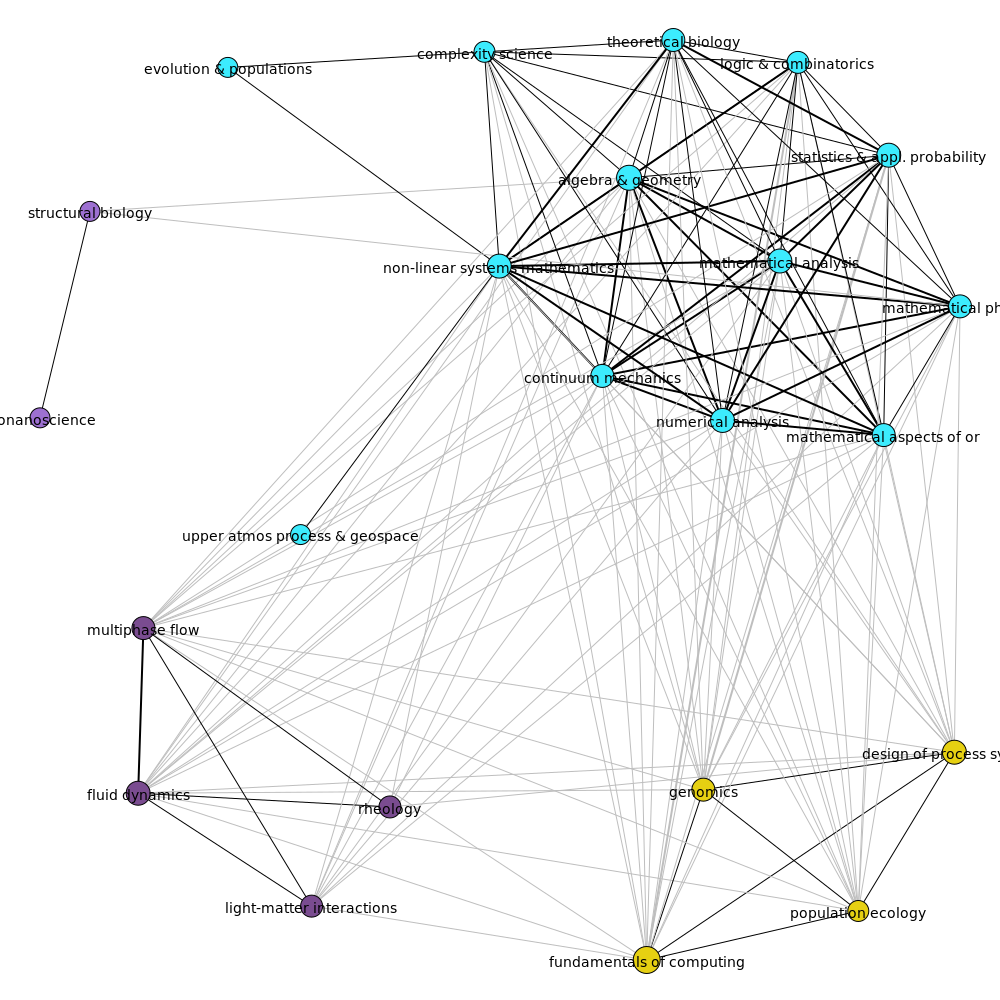 theoretical biology
complexity science
logic & combinatorics
evolution & populations
statistics & appl. probability
algebra & geometry
structural biology
mathematical analysis
non-linear systems mathematics
mathematical ph
continuum mechanics
onanoscience
numerical analysis
mathematical aspects of or
upper atmos process & geospace
multiphase flow
design of process sy
genomics
fluid dynamics
rheology
light-matter interactions
population ecology
fundamentals of computing